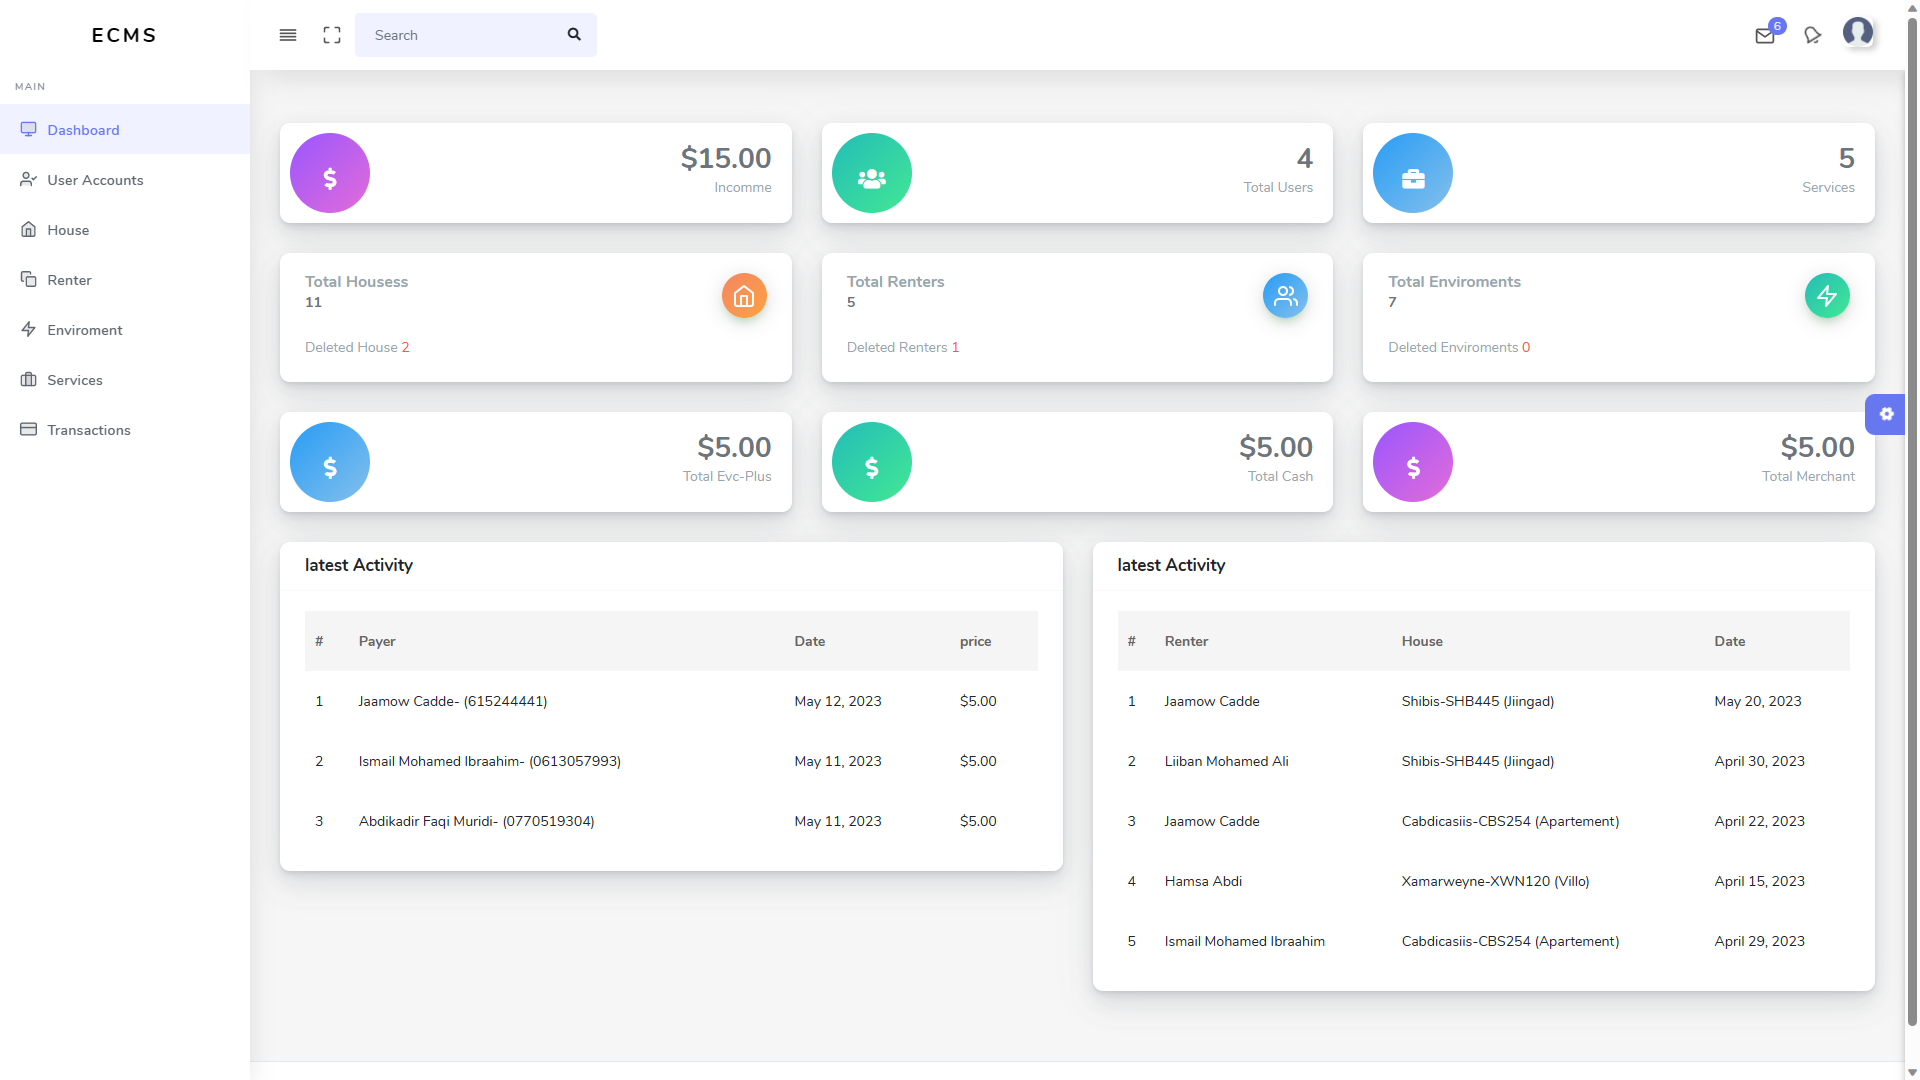 ECMS
Search
6
MAIN
Dashboard
User Accounts
House
Renter
Enviroment
Services
Transactions
$15.00
Incomme
4
Total Users
5
Services
Total Housess
11
Deleted House 2
Total Renters
5
Deleted Renters 1
Total Enviroments
7
Deleted Enviroments 0
$5.00
Total Evc-Plus
$5.00
Total Cash
$5.00
Total Merchant
latest Activity
# Payer Date price
1 Jaamow Cadde- (615244441) May 12, 2023 $5.00
2 Ismail Mohamed Ibraahim- (0613057993) May 11, 2023 $5.00
3 Abdikadir Faqi Muridi- (0770519304) May 11, 2023 $5.00
latest Activity
# Renter House Date
1 Jaamow Cadde Shibis-SHB445 (Jiingad) May 20, 2023
2 Liiban Mohamed Ali Shibis-SHB445 (Jiingad) April 30, 2023
3 Jaamow Cadde Cabdicasiis-CBS254 (Apartement) April 22, 2023
4 Hamsa Abdi Xamarweyne-XWN120 (Villo) April 15, 2023
5 Ismail Mohamed Ibraahim Cabdicasiis-CBS254 (Apartement) April 29, 2023